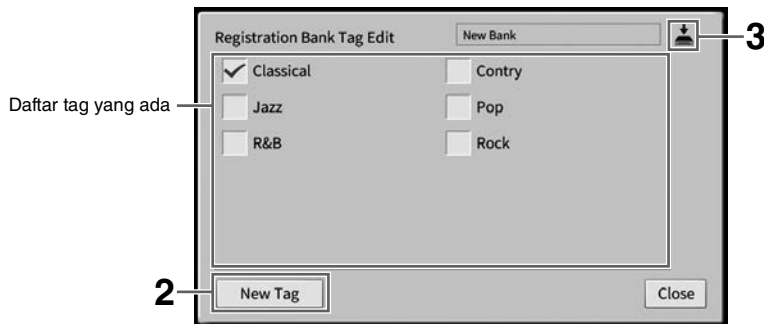 Registration Bank Tag Edit New Bank 3
Classical Contry
Daftar tag yang ada Jazz Pop
R&B Rock
2 New Tag Close